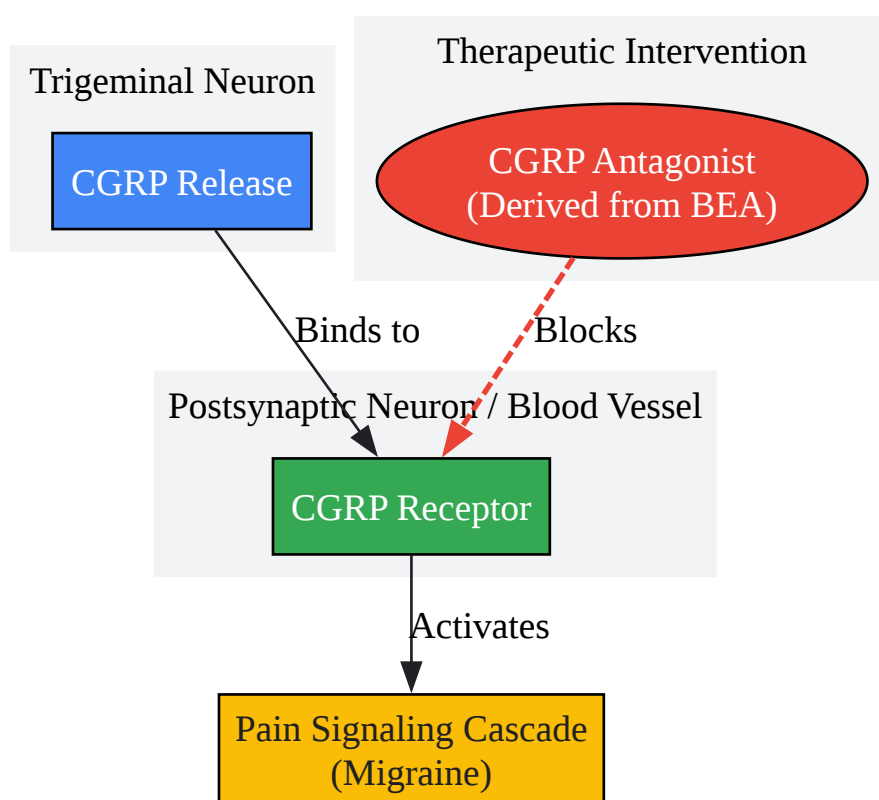 Trigeminal Neuron
CGRP Release
Therapeutic Intervention
CGRP Antagonist
(Derived from BEA)
Binds to
Blocks
Postsynaptic Neuron / Blood Vessel
CGRP Receptor
Activates
Pain Signaling Cascade
(Migraine)